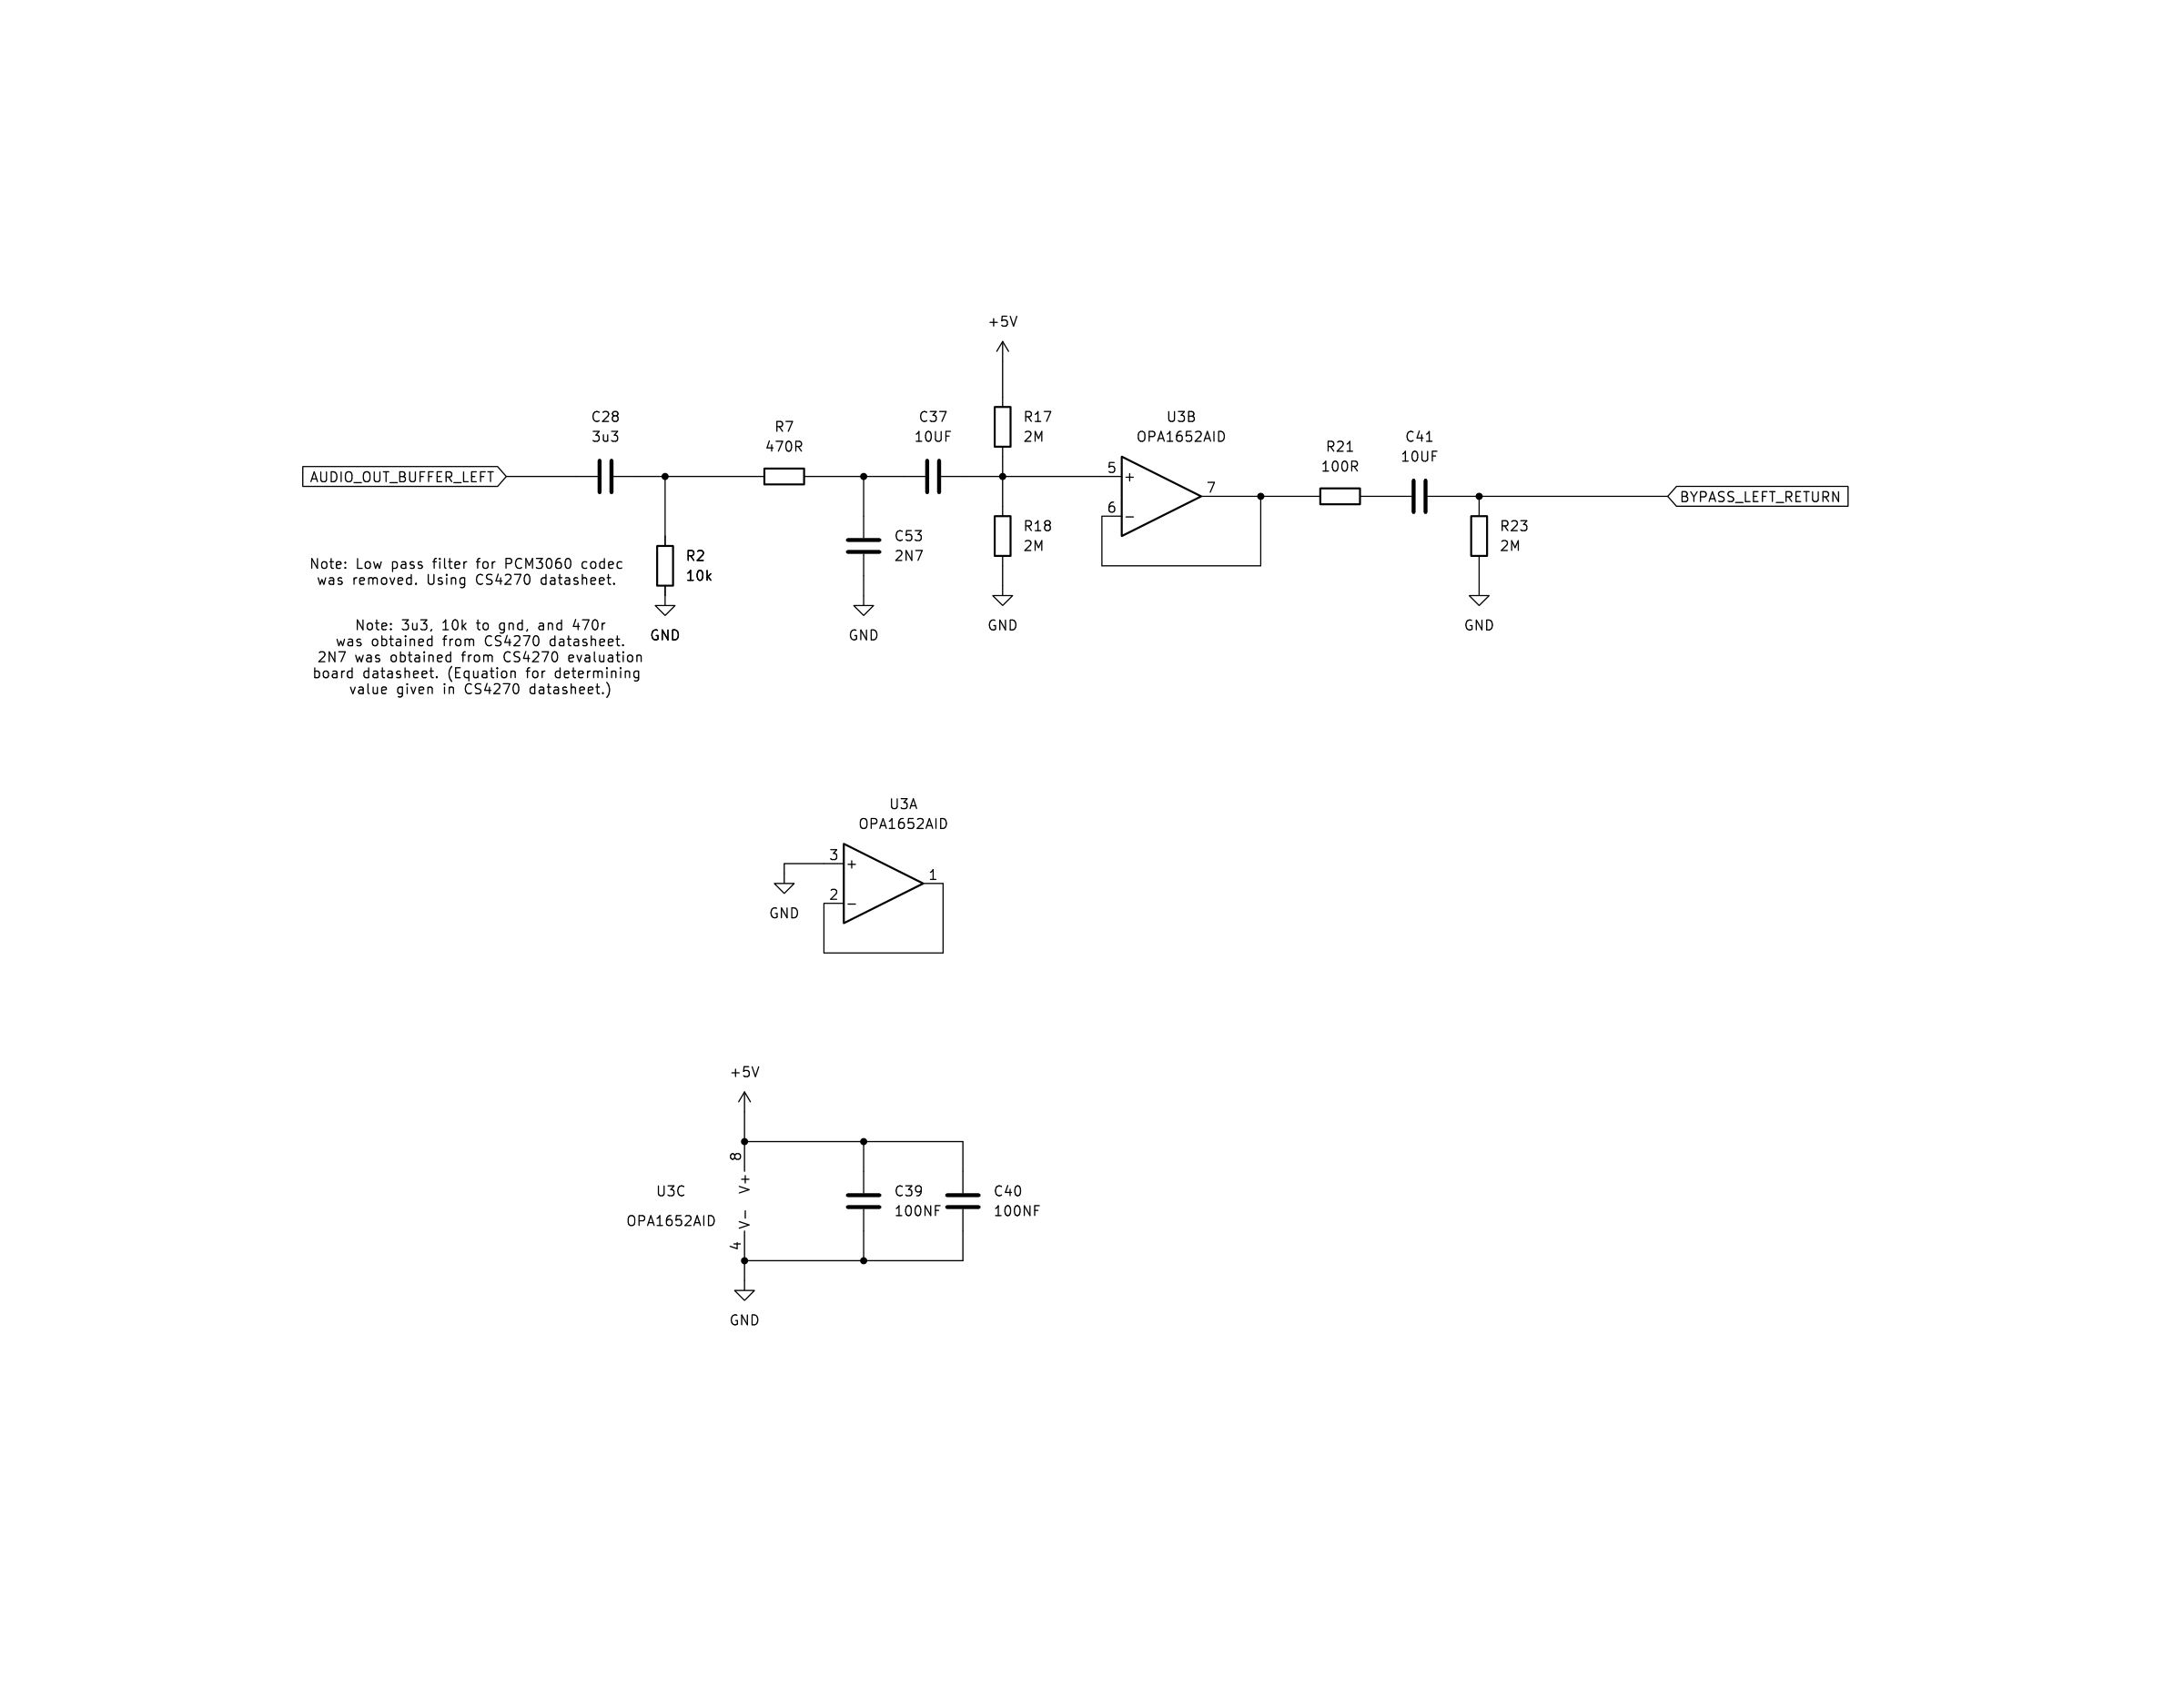 +5V
C28
3u3
R7
470R
C37
10UF
R17
2M
U3B
OPA1652AID
R21
100R
C41
10UF
AUDIO_OUT_BUFFER_LEFT
5
+
6
−
7
BYPASS_LEFT_RETURN
R18
2M
R23
2M
C53
2N7
R2
10k
Note: Low pass filter for PCM3060 codec
was removed. Using CS4270 datasheet.
GND
GND
GND
GND
Note: 3u3, 10k to gnd, and 470r
was obtained from CS4270 datasheet.
2N7 was obtained from CS4270 evaluation
board datasheet. (Equation for determining
value given in CS4270 datasheet.)
U3A
OPA1652AID
3
+
2
−
1
GND
+5V
8
V+
U3C
OPA1652AID
V-
4
C39
100NF
C40
100NF
GND